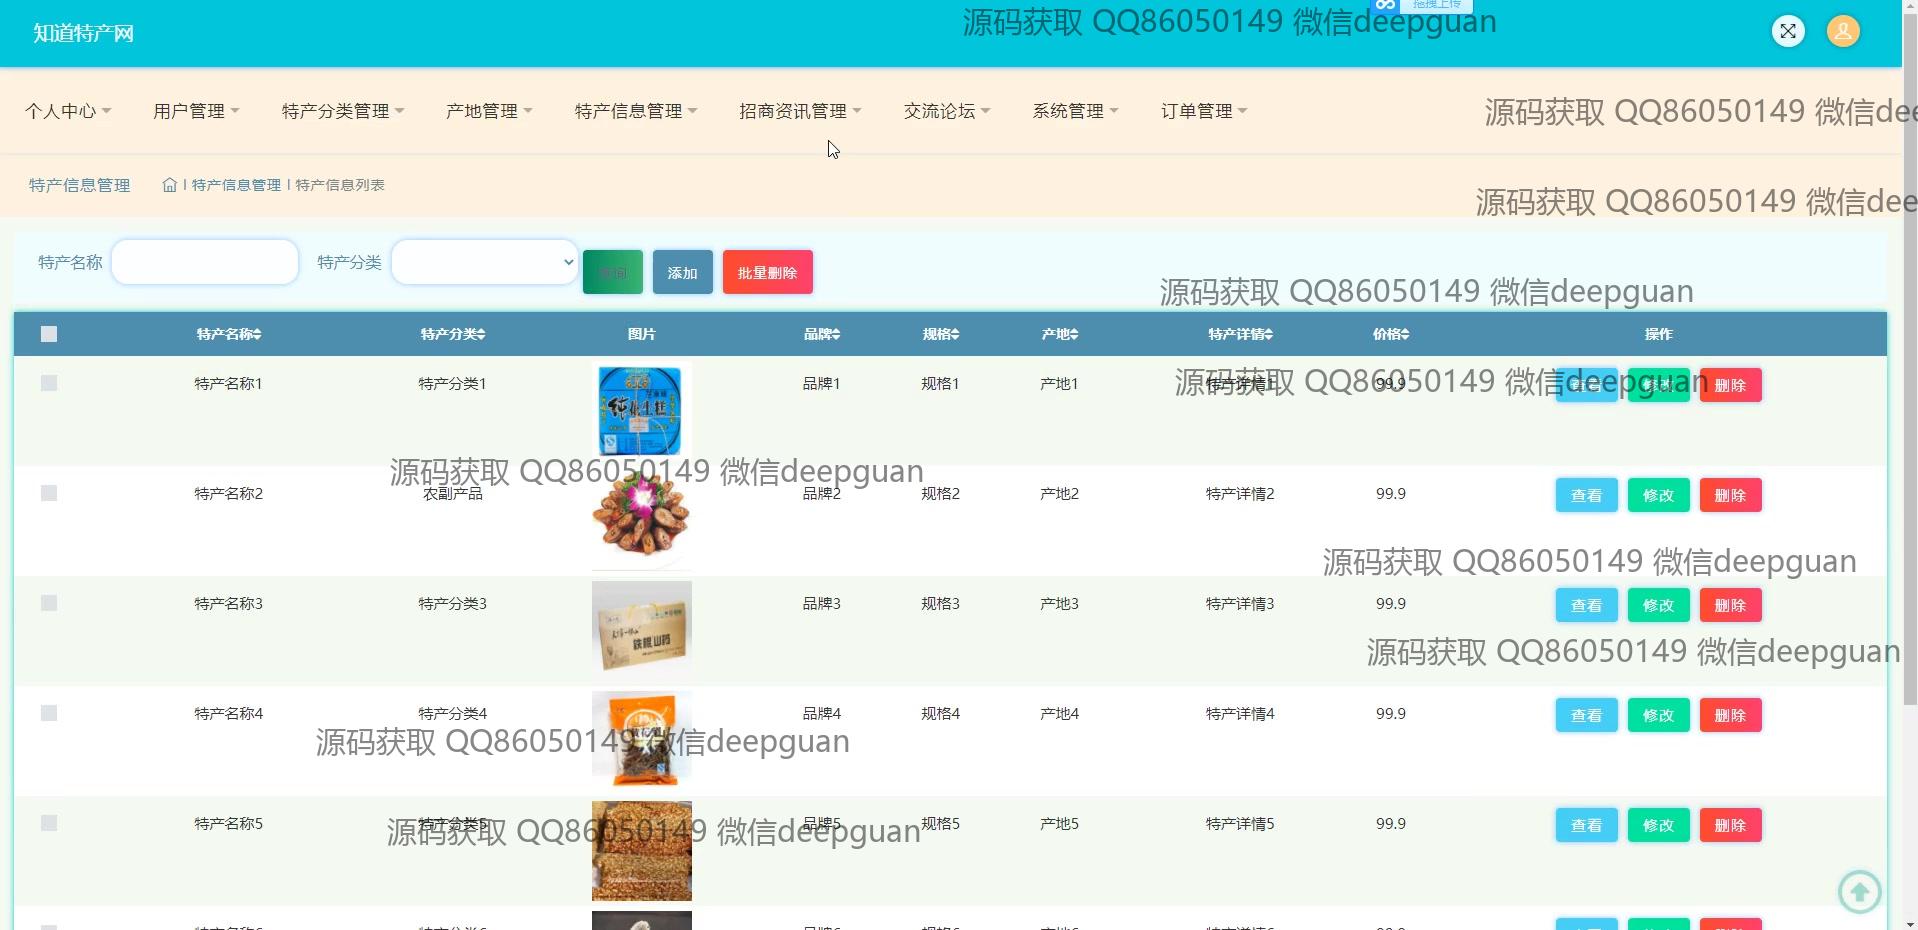 知道特产网
源码获取 QQ86050149 微信deepguan
拖拽上传
个人中心 用户管理 特产分类管理 产地管理 特产信息管理 招商资讯管理 交流论坛 系统管理 订单管理
源码获取 QQ86050149 微信dee
特产信息管理 | 特产信息管理 | 特产信息列表
源码获取 QQ86050149 微信dee
特产名称 特产分类 查询 添加 批量删除
源码获取 QQ86050149 微信deepguan
特产名称 特产分类 图片 品牌 规格 产地 特产详情 价格 操作
特产名称1 特产分类1 品牌1 规格1 产地1 特产详情1 99.9 查看 修改 删除
源码获取 QQ86050149 微信deepguan
源码获取 QQ86050149 微信deepguan
特产名称2 农副产品 品牌2 规格2 产地2 特产详情2 99.9 查看 修改 删除
源码获取 QQ86050149 微信deepguan
特产名称3 特产分类3 铁棍山药 品牌3 规格3 产地3 特产详情3 99.9 查看 修改 删除
源码获取 QQ86050149 微信deepguan
特产名称4 特产分类4 品牌4 规格4 产地4 特产详情4 99.9 查看 修改 删除
源码获取 QQ86050149 微信deepguan
特产名称5 特产分类5 品牌5 规格5 产地5 特产详情5 99.9 查看 修改 删除
源码获取 QQ86050149 微信deepguan